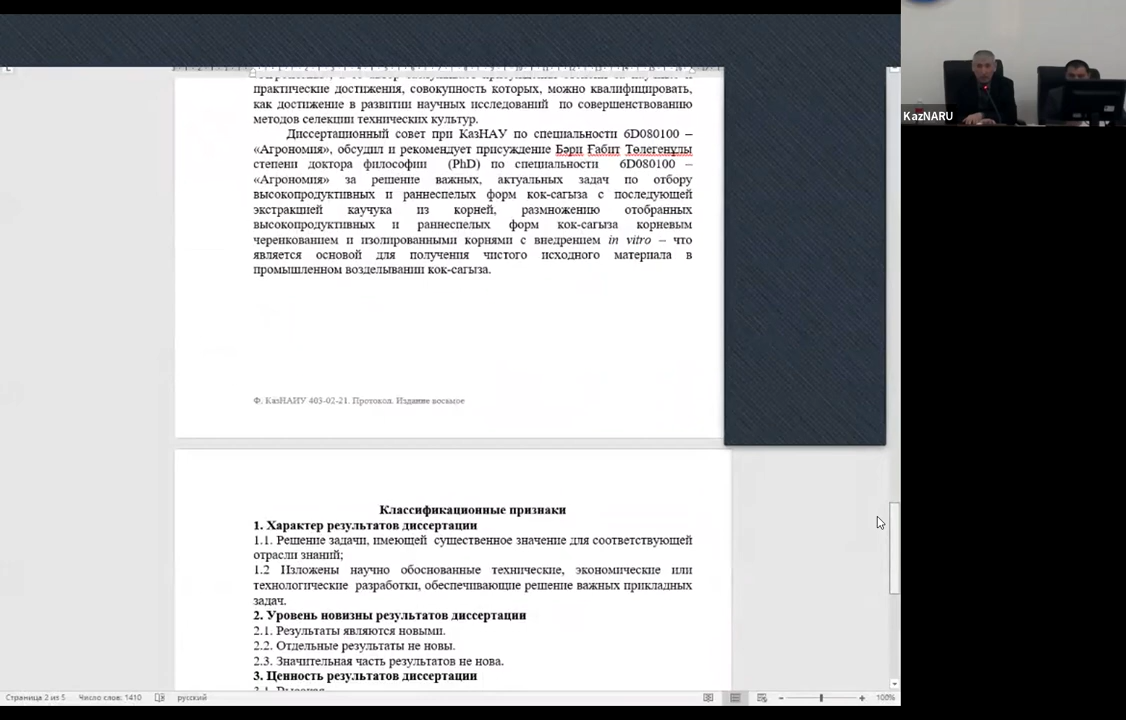 практические достижения, совокупность которых, можно квалифицировать,
как достижение в развитии научных исследований по совершенствованию
методов селекции технических культур.
Диссертационный совет при КазНАУ по специальности 6D080100 –
«Агрономия», обсудил и рекомендует присуждение Бәри Ғабит Төлегенұлы
степени доктора философии (PhD) по специальности 6D080100 –
«Агрономия» за решение важных, актуальных задач по отбору
высокопродуктивных и раннеспелых форм кок-сагыза с последующей
экстракцией каучука из корней, размножению отобранных
высокопродуктивных и раннеспелых форм кок-сагыза корневым
черенкованием и изолированными корнями с внедрением in vitro – что
является основой для получения чистого исходного материала в
промышленном возделывании кок-сагыза.
Ф. КазНАИУ 403-02-21. Протокол. Издание восьмое
Классификационные признаки
1. Характер результатов диссертации
1.1. Решение задачи, имеющей существенное значение для соответствующей
отрасли знаний;
1.2 Изложены научно обоснованные технические, экономические или
технологические разработки, обеспечивающие решение важных прикладных
задач.
2. Уровень новизны результатов диссертации
2.1. Результаты являются новыми.
2.2. Отдельные результаты не новы.
2.3. Значительная часть результатов не нова.
3. Ценность результатов диссертации
3.1. Высокая
Страница 2 из 5 Число слов: 1410 русский 100%
KazNARU